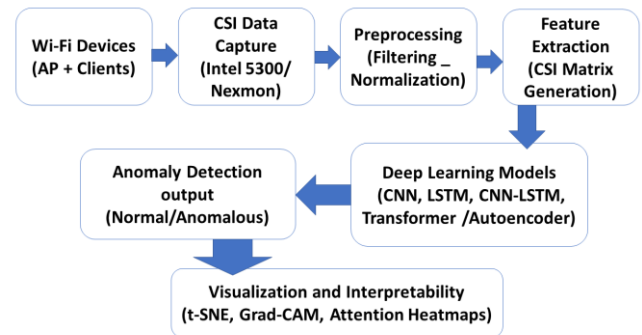 Wi-Fi Devices
(AP + Clients)
CSI Data
Capture
(Intel 5300/
Nexmon)
Preprocessing
(Filtering _
Normalization)
Feature
Extraction
(CSI Matrix
Generation)
Deep Learning Models
(CNN, LSTM, CNN-LSTM,
Transformer /Autoencoder)
Anomaly Detection
output
(Normal/Anomalous)
Visualization and Interpretability
(t-SNE, Grad-CAM, Attention Heatmaps)